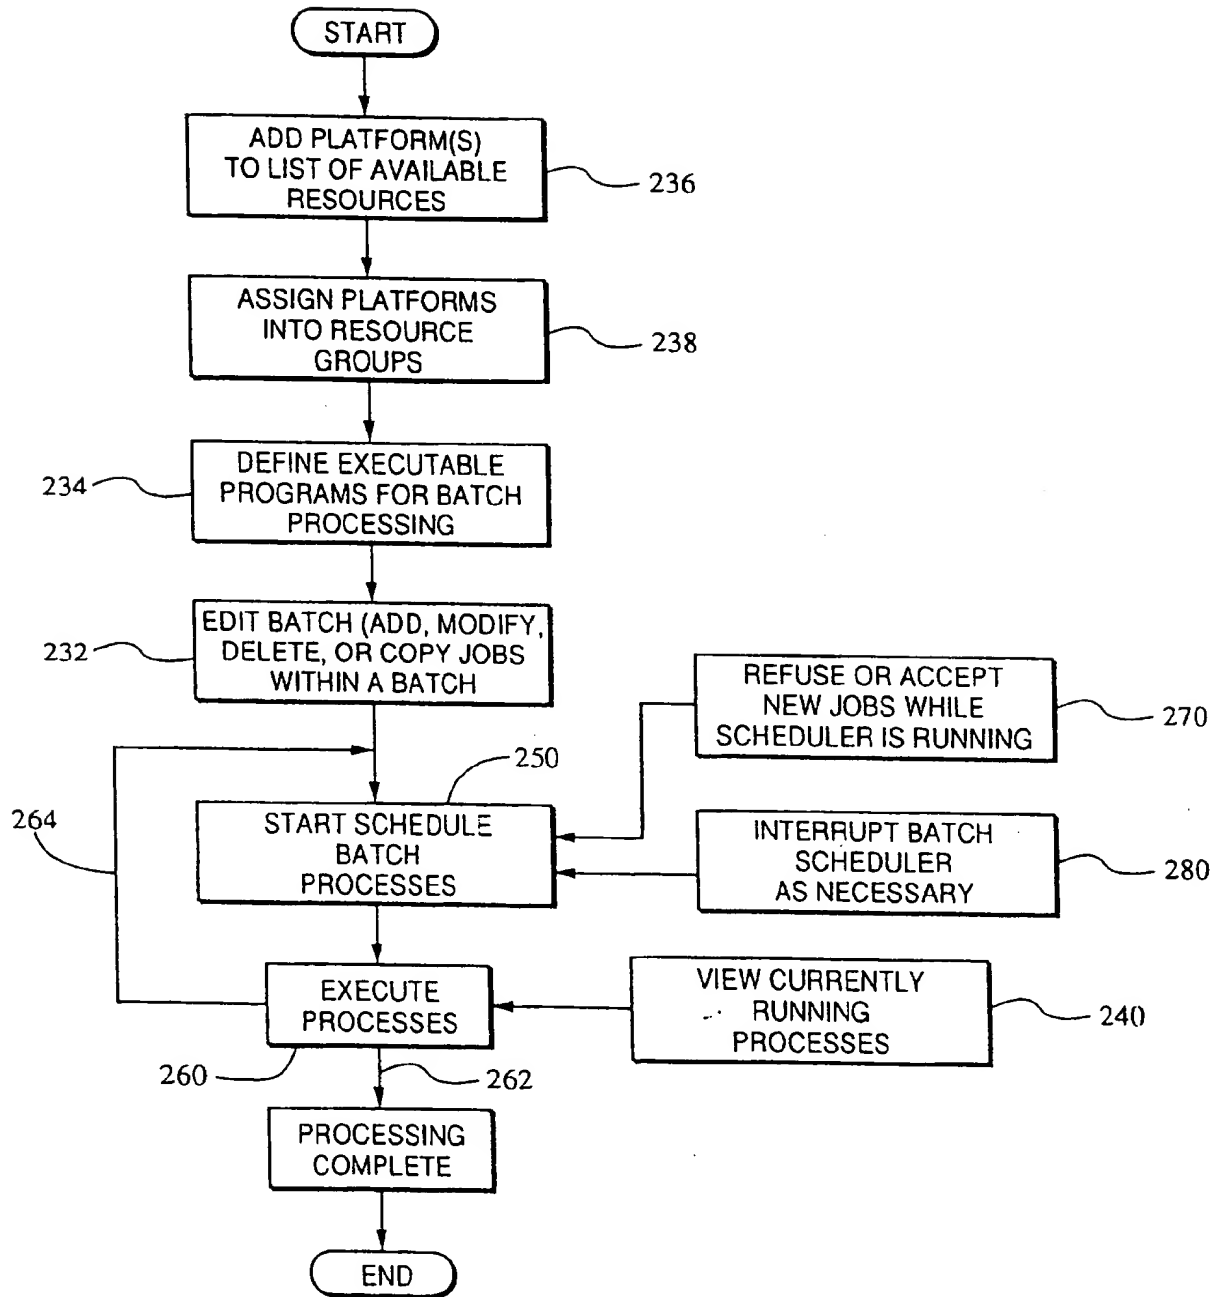 START
ADD PLATFORM(S)
TO LIST OF AVAILABLE
RESOURCES
236
ASSIGN PLATFORMS
INTO RESOURCE
GROUPS
238
234
DEFINE EXECUTABLE
PROGRAMS FOR BATCH
PROCESSING
232
EDIT BATCH (ADD, MODIFY,
DELETE, OR COPY JOBS
WITHIN A BATCH
REFUSE OR ACCEPT
NEW JOBS WHILE
SCHEDULER IS RUNNING
270
250
264
START SCHEDULE
BATCH
PROCESSES
INTERRUPT BATCH
SCHEDULER
AS NECESSARY
280
EXECUTE
PROCESSES
VIEW CURRENTLY
RUNNING
PROCESSES
240
260
262
PROCESSING
COMPLETE
END